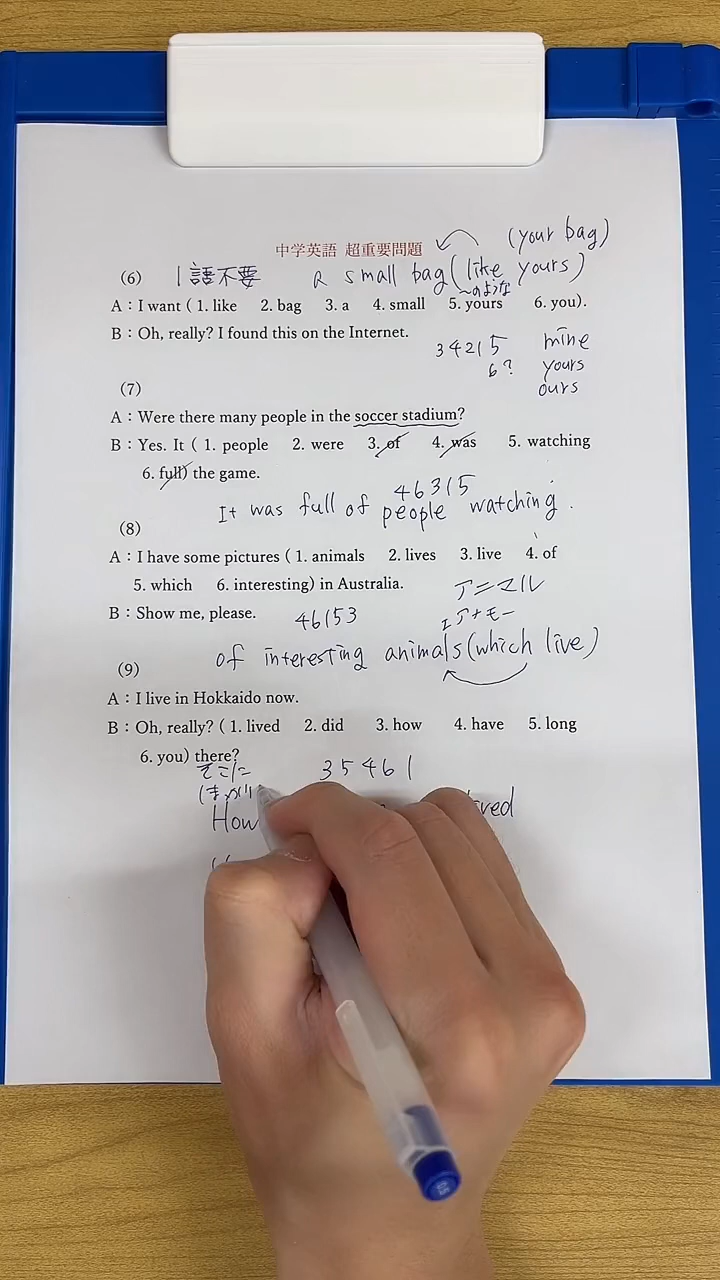 中学英語 超重要問題
(your bag)
(6) 1語不要 a small bag (like yours)
～のような
A：I want ( 1. like 2. bag 3. a 4. small 5. yours 6. you).
B：Oh, really? I found this on the Internet.
34215 mine
6? yours
ours
(7)
A：Were there many people in the soccer stadium?
B：Yes. It ( 1. people 2. were 3. of 4. was 5. watching
6. full) the game.
46315
It was full of people watching.
(8)
A：I have some pictures ( 1. animals 2. lives 3. live 4. of
5. which 6. interesting) in Australia.
アニマル
B：Show me, please. 46153
of interesting animals (which live)
(9)
A：I live in Hokkaido now.
B：Oh, really? ( 1. lived 2. did 3. how 4. have 5. long
6. you) there?
そこに 35461
How